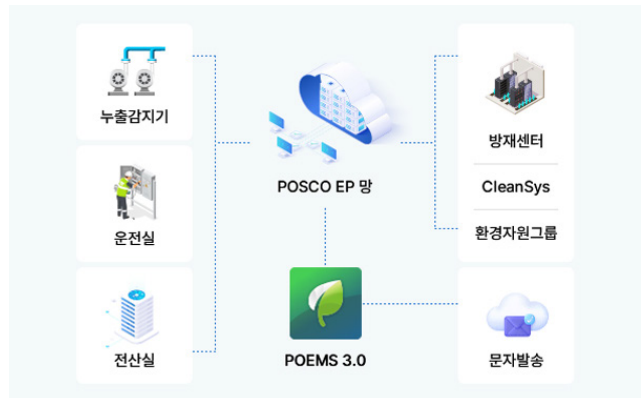 누출감지기
운전실
전산실
POSCO EP 망
POEMS 3.0
방재센터
CleanSys
환경자원그룹
문자발송